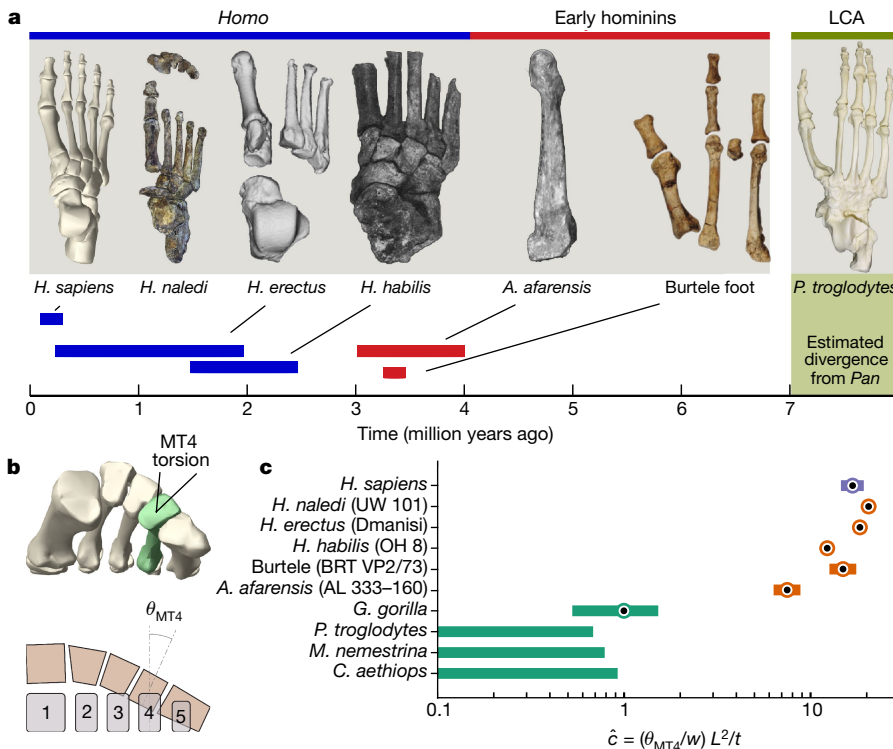 a
Homo Early hominins LCA
H. sapiens H. naledi H. erectus H. habilis A. afarensis Burtele foot P. troglodytes
Estimated
divergence
from Pan
0 1 2 3 4 5 6 7
Time (million years ago)
b
MT4
torsion
θMT4
1 2 3 4 5
c
H. sapiens
H. naledi (UW 101)
H. erectus (Dmanisi)
H. habilis (OH 8)
Burtele (BRT VP2/73)
A. afarensis (AL 333–160)
G. gorilla
P. troglodytes
M. nemestrina
C. aethiops
0.1 1 10
ĉ = (θMT4/w) L²/t